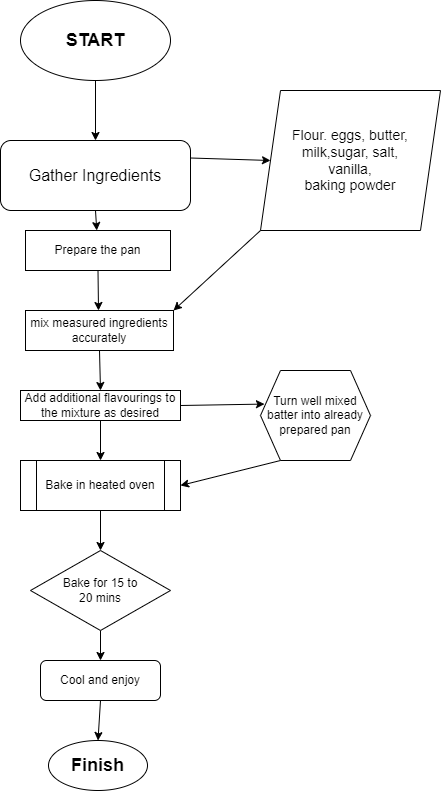 START
Gather Ingredients
Flour. eggs, butter,
milk,sugar, salt,
vanilla,
baking powder
Prepare the pan
mix measured ingredients
accurately
Add additional flavourings to
the mixture as desired
Turn well mixed
batter into already
prepared pan
Bake in heated oven
Bake for 15 to
20 mins
Cool and enjoy
Finish